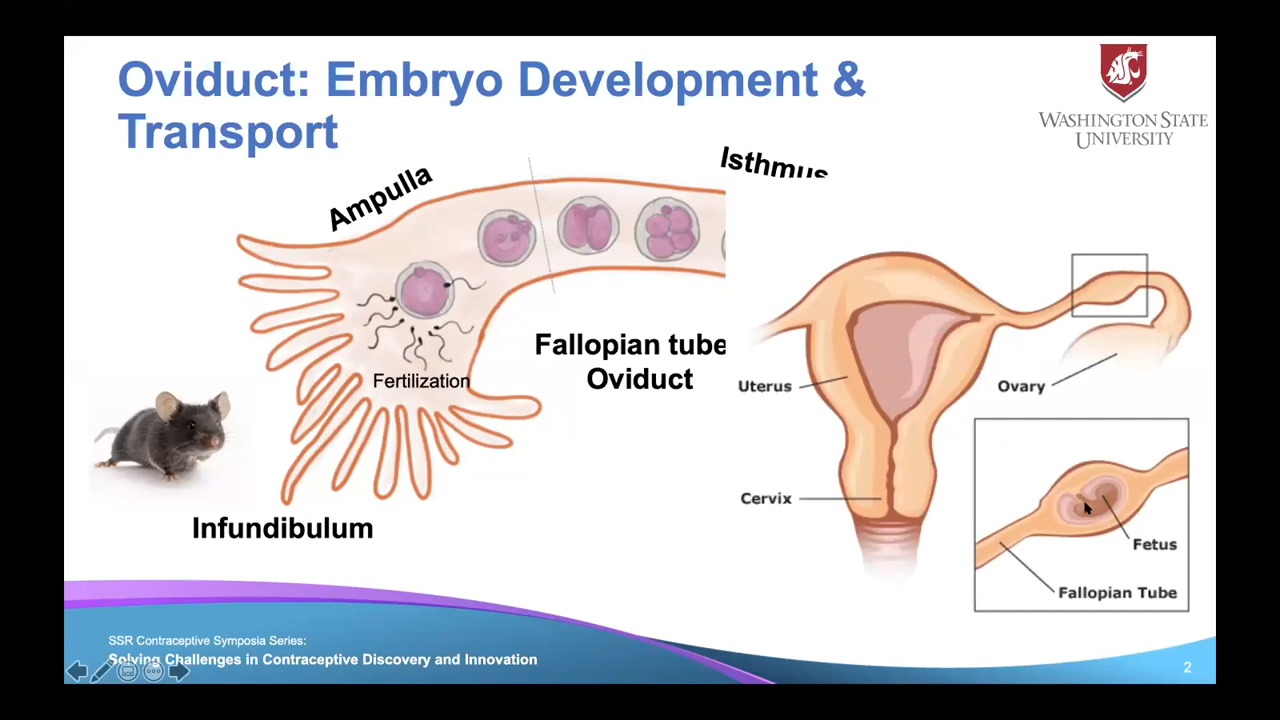 Oviduct: Embryo Development &
Transport
WASHINGTON STATE
UNIVERSITY
Ampulla
Isthmus
Fallopian tube
Oviduct
Fertilization
Infundibulum
Uterus
Ovary
Cervix
Fetus
Fallopian Tube
SSR Contraceptive Symposia Series:
Solving Challenges in Contraceptive Discovery and Innovation
2